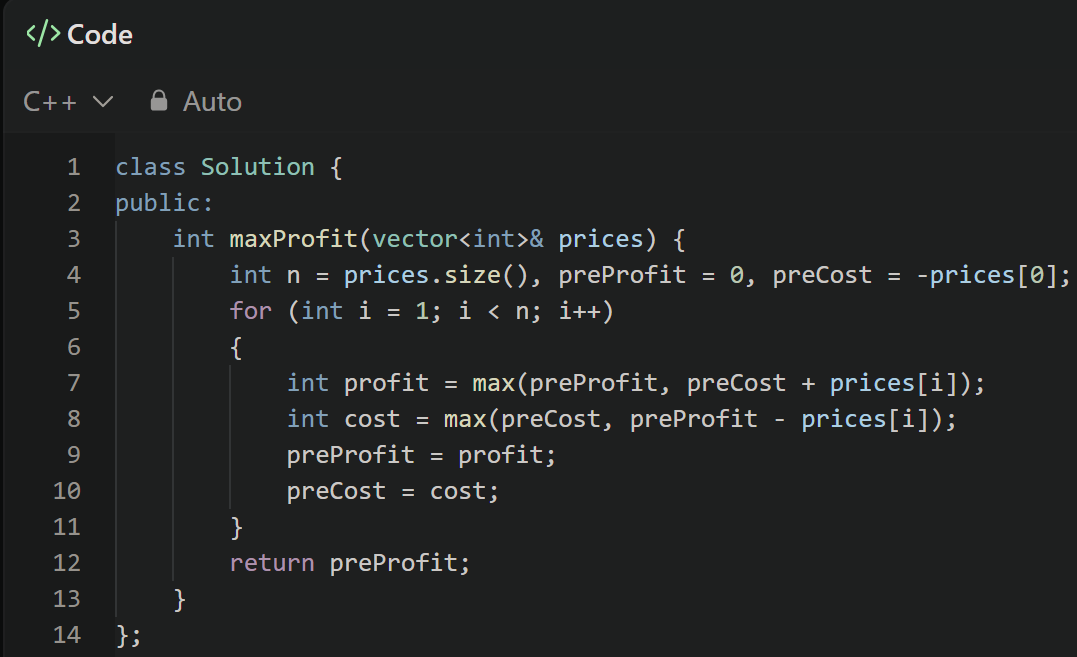 </> Code
C++ Auto
1 class Solution {
2 public:
3     int maxProfit(vector<int>& prices) {
4         int n = prices.size(), preProfit = 0, preCost = -prices[0];
5         for (int i = 1; i < n; i++)
6         {
7             int profit = max(preProfit, preCost + prices[i]);
8             int cost = max(preCost, preProfit - prices[i]);
9             preProfit = profit;
10             preCost = cost;
11         }
12         return preProfit;
13     }
14 };